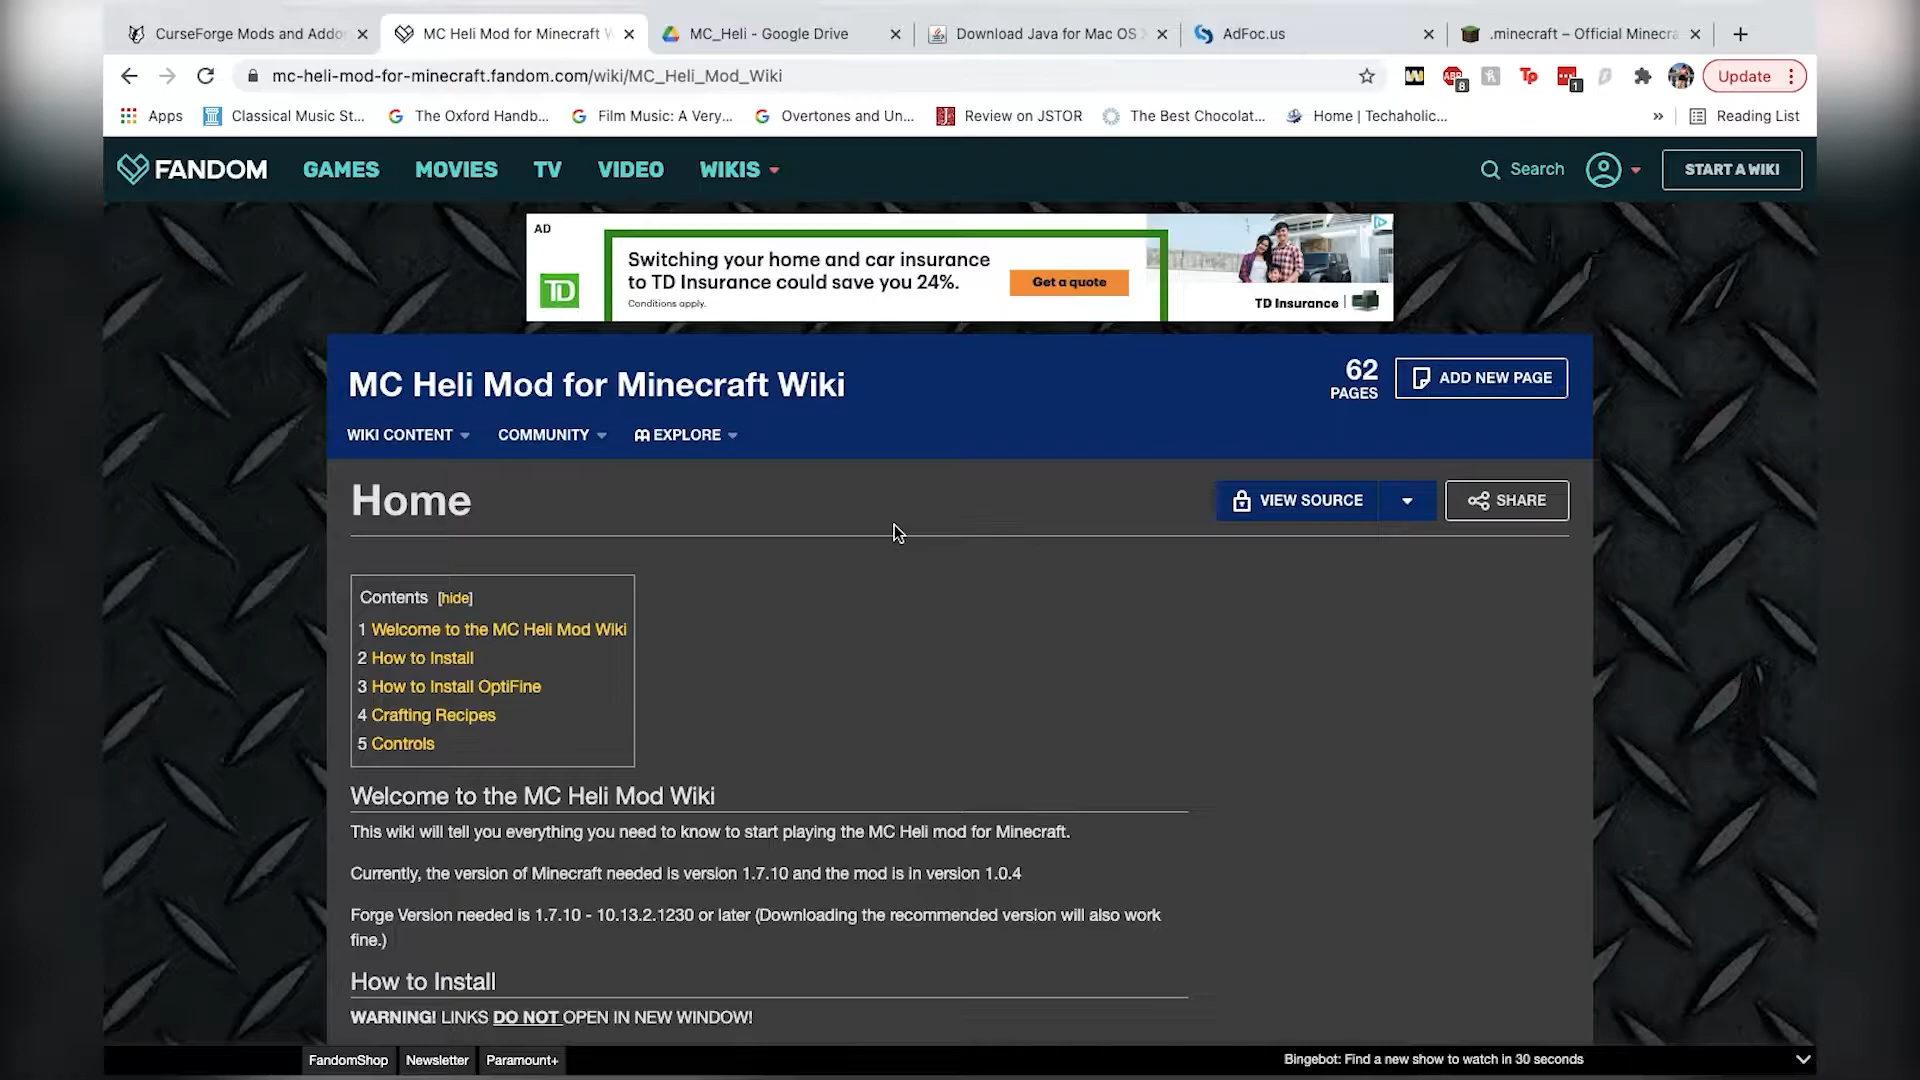 CurseForge Mods and Addo
MC Heli Mod for Minecraft W
MC_Heli - Google Drive
Download Java for Mac OS X
AdFoc.us
.minecraft – Official Minecra
mc-heli-mod-for-minecraft.fandom.com/wiki/MC_Heli_Mod_Wiki
ABP
8
Tp
1
Update
Apps
Classical Music St...
The Oxford Handb...
Film Music: A Very...
Overtones and Un...
Review on JSTOR
The Best Chocolat...
Home | Techaholic...
»
Reading List
FANDOM
GAMES
MOVIES
TV
VIDEO
WIKIS
Search
START A WIKI
AD
Switching your home and car insurance
to TD Insurance could save you 24%.
Conditions apply.
Get a quote
TD
TD Insurance
MC Heli Mod for Minecraft Wiki
62
PAGES
ADD NEW PAGE
WIKI CONTENT
COMMUNITY
EXPLORE
Home
VIEW SOURCE
SHARE
Contents [hide]
1 Welcome to the MC Heli Mod Wiki
2 How to Install
3 How to Install OptiFine
4 Crafting Recipes
5 Controls
Welcome to the MC Heli Mod Wiki
This wiki will tell you everything you need to know to start playing the MC Heli mod for Minecraft.
Currently, the version of Minecraft needed is version 1.7.10 and the mod is in version 1.0.4
Forge Version needed is 1.7.10 - 10.13.2.1230 or later (Downloading the recommended version will also work
fine.)
How to Install
WARNING! LINKS DO NOT OPEN IN NEW WINDOW!
FandomShop
Newsletter
Paramount+
Bingebot: Find a new show to watch in 30 seconds